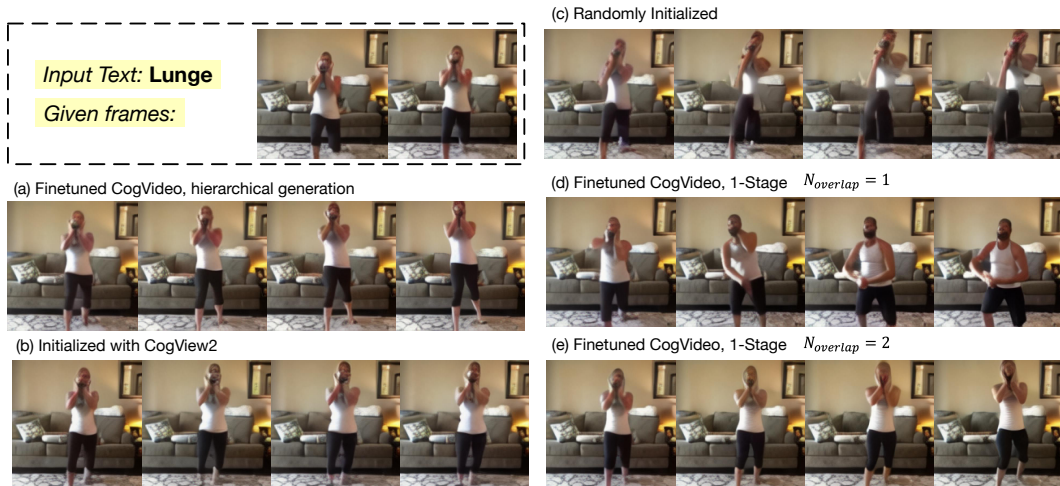 Input Text: Lunge
Given frames:
(a) Finetuned CogVideo, hierarchical generation
(b) Initialized with CogView2
(c) Randomly Initialized
(d) Finetuned CogVideo, 1-Stage N_overlap = 1
(e) Finetuned CogVideo, 1-Stage N_overlap = 2